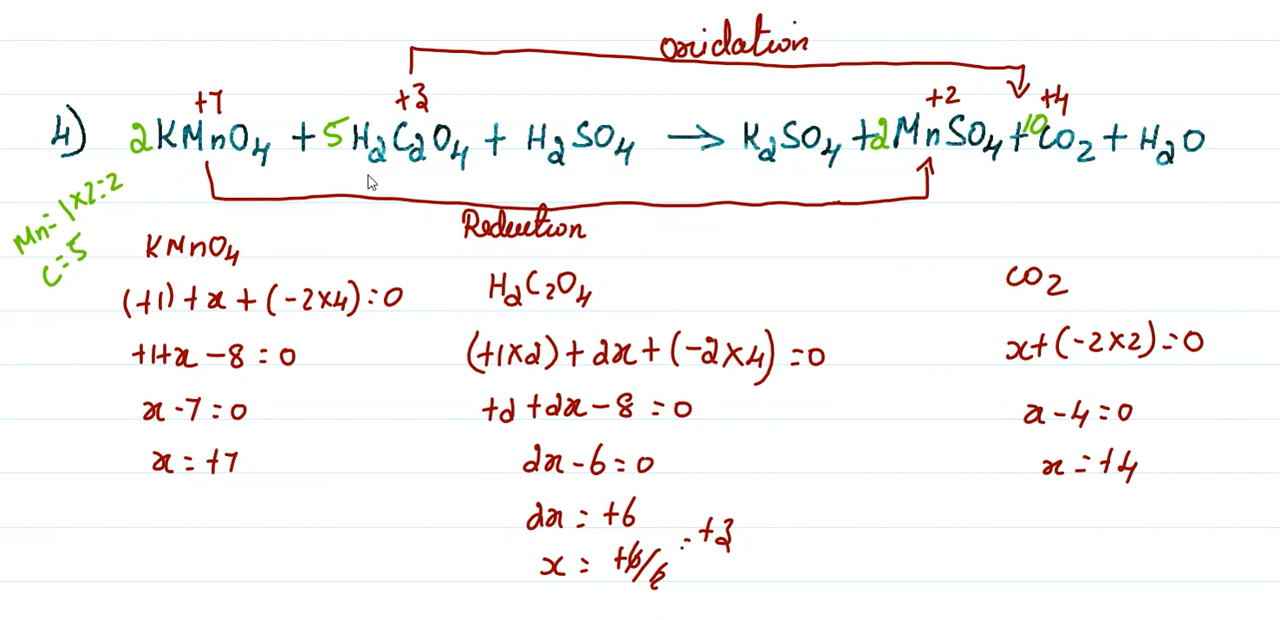 Oxidation
+7 +3 +2 +4
4) 2KMnO4 + 5H2C2O4 + H2SO4 → K2SO4 + 2MnSO4 + 10CO2 + H2O
Reduction
Mn = 1×2=2
C=5
KMnO4
(+1)+x+(-2×4)=0
+1+x-8=0
x-7=0
x=+7
H2C2O4
(+1×2)+2x+(-2×4)=0
+2+2x-8=0
2x-6=0
2x=+6
x= +6/2 = +3
CO2
x+(-2×2)=0
x-4=0
x=+4